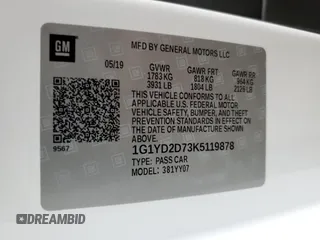 GM
MFD BY GENERAL MOTORS LLC
05/19 GVWR GAWR FRT GAWR RR
1783 KG 818 KG 964 KG
3931 LB 1804 LB 2126 LB
THIS VEHICLE CONFORMS TO ALL
APPLICABLE U.S. FEDERAL MOTOR
VEHICLE SAFETY, BUMPER, AND THEFT
PREVENTION STANDARDS IN EFFECT ON
THE DATE OF MANUFACTURE SHOWN
ABOVE.
9567
1G1YD2D73K5119878
TYPE: PASS CAR
MODEL: 381YY07
DREAMBID